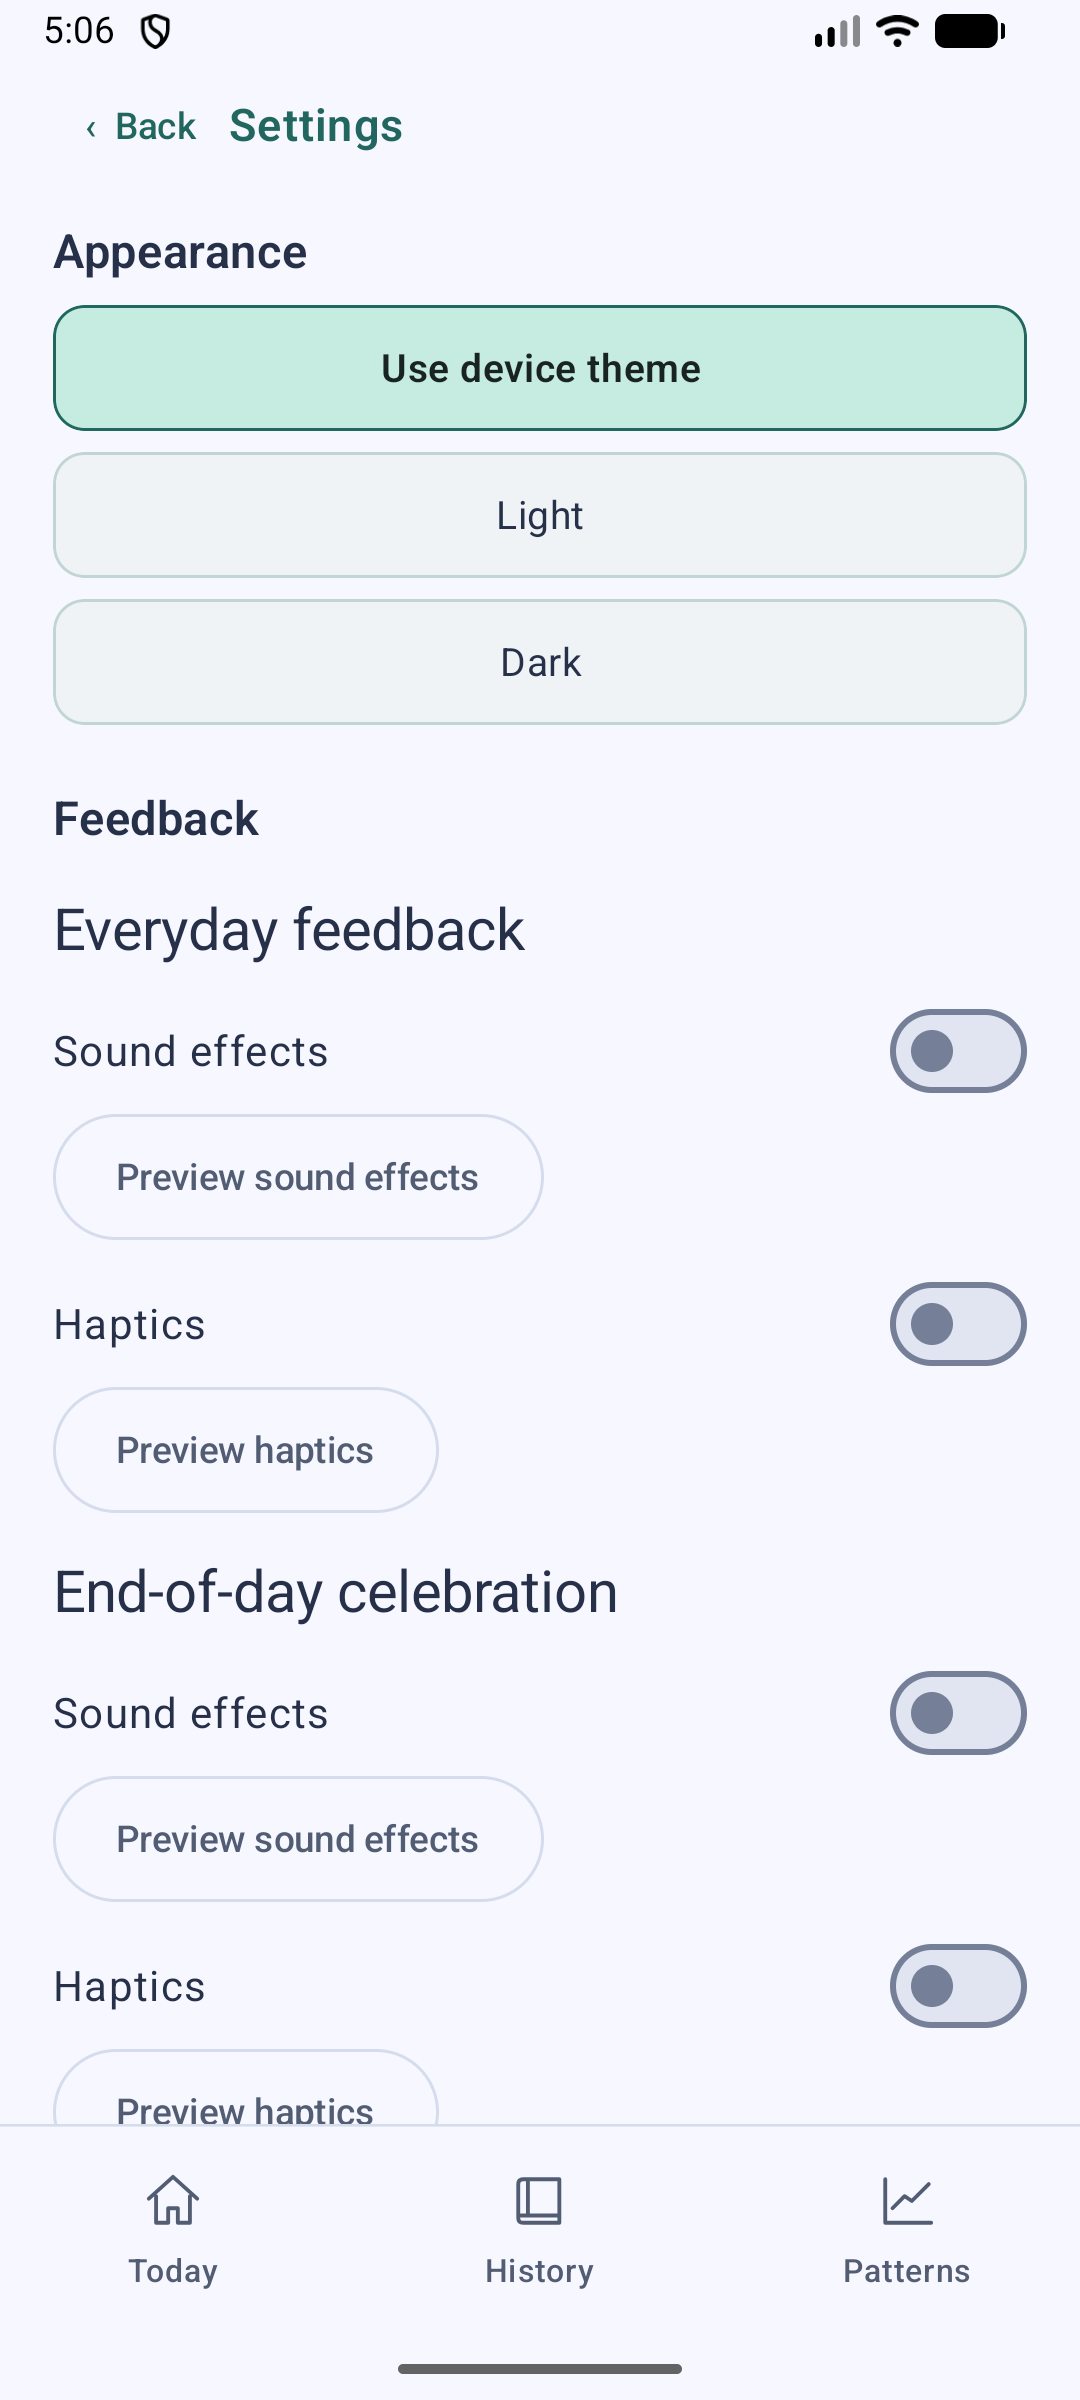 5:06
‹ Back Settings
Appearance
Use device theme
Light
Dark
Feedback
Everyday feedback
Sound effects
Preview sound effects
Haptics
Preview haptics
End-of-day celebration
Sound effects
Preview sound effects
Haptics
Preview haptics
Today History Patterns